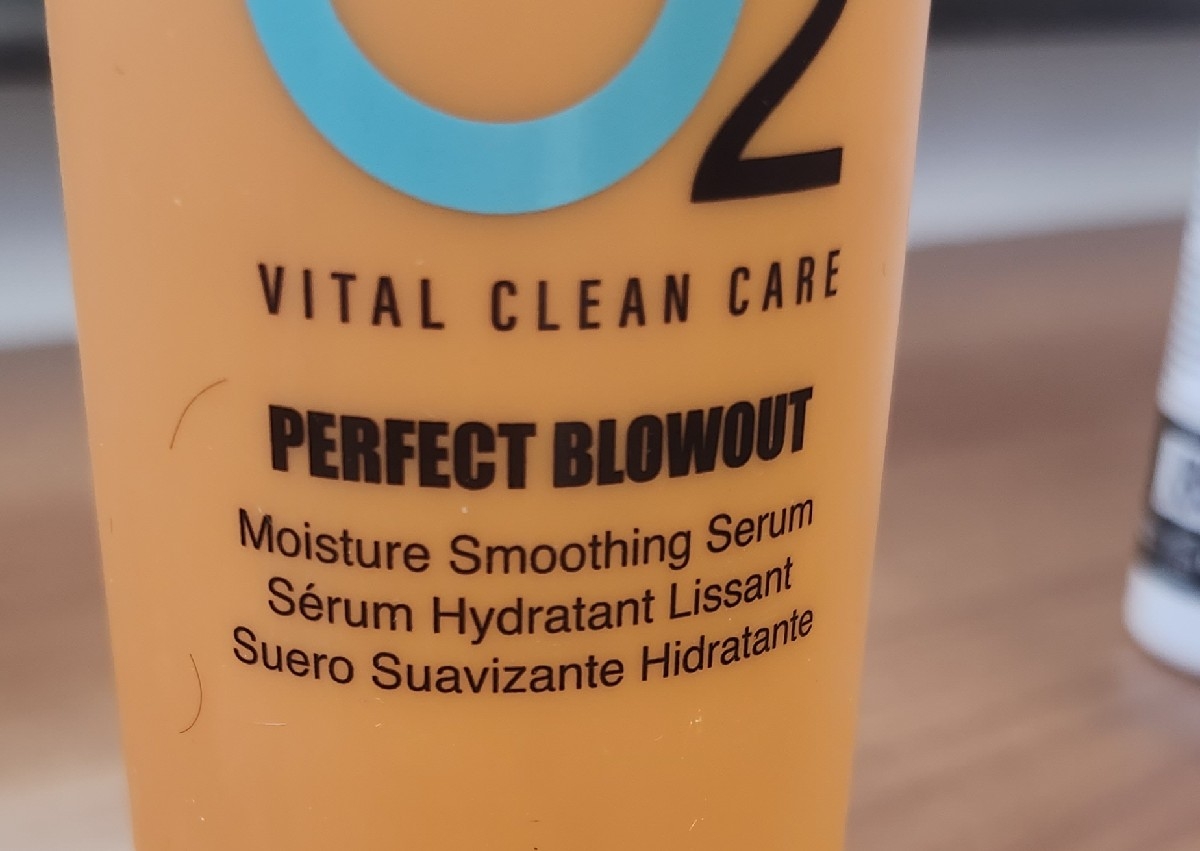 O2
VITAL CLEAN CARE
PERFECT BLOWOUT
Moisture Smoothing Serum
Sérum Hydratant Lissant
Suero Suavizante Hidratante